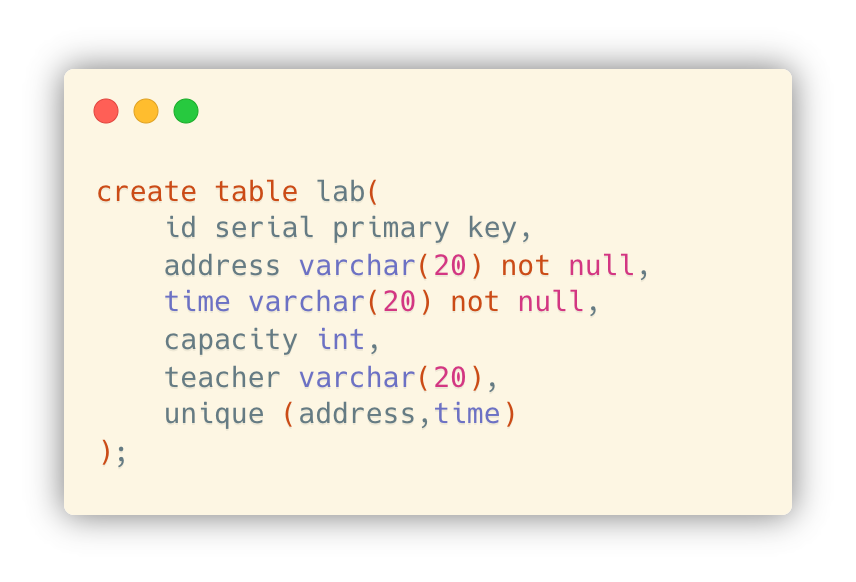 create table lab(
    id serial primary key,
    address varchar(20) not null,
    time varchar(20) not null,
    capacity int,
    teacher varchar(20),
    unique (address,time)
);